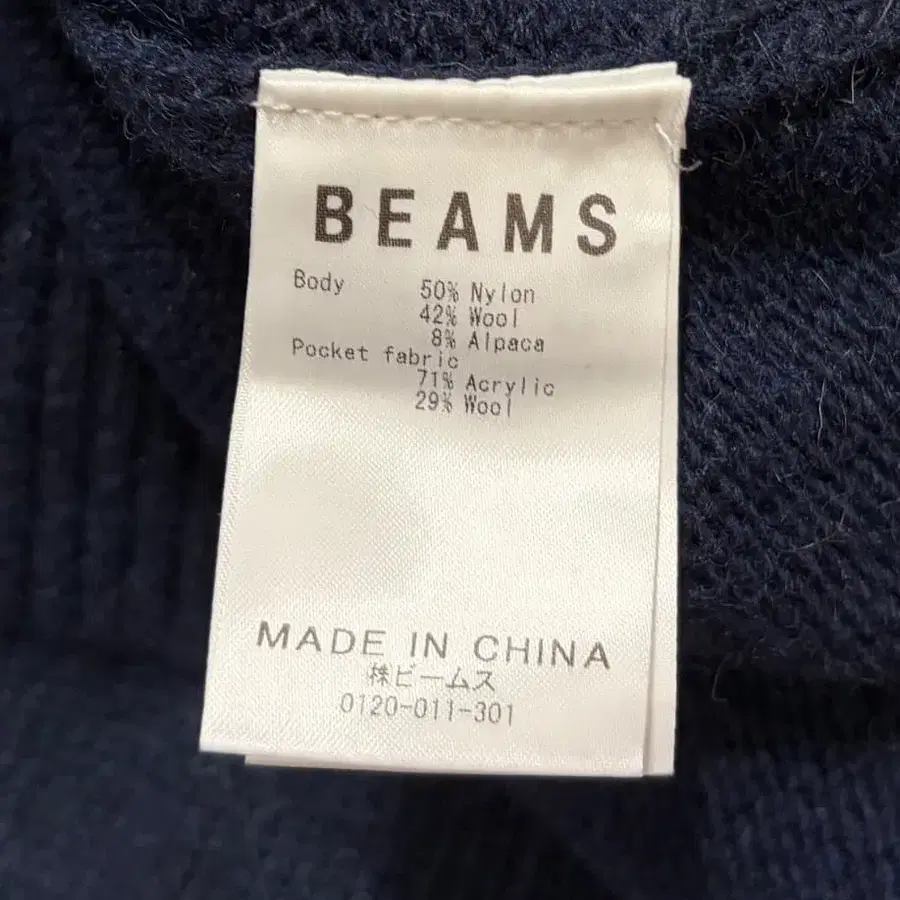 BEAMS
Body 50% Nylon
42% Wool
8% Alpaca
Pocket fabric
71% Acrylic
29% Wool
MADE IN CHINA
㈱ビームス
0120-011-301